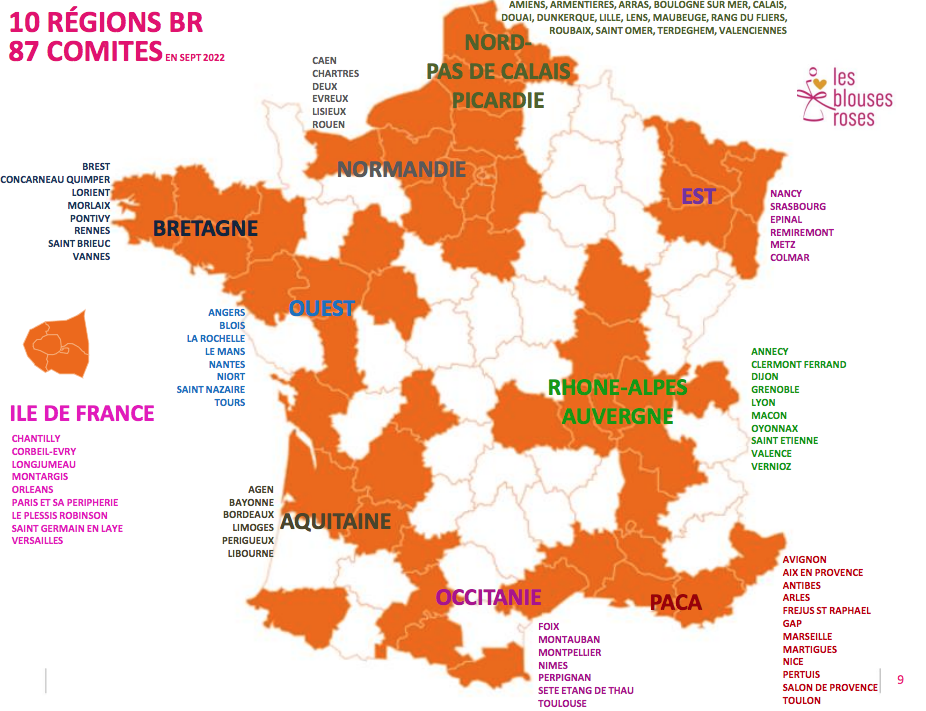 10 RÉGIONS BR
87 COMITES EN SEPT 2022
AMIENS, ARMENTIERES, ARRAS, BOULOGNE SUR MER, CALAIS,
DOUAI, DUNKERQUE, LILLE, LENS, MAUBEUGE, RANG DU FLIERS,
ROUBAIX, SAINT OMER, TERDEGHEM, VALENCIENNES
NORD-
PAS DE CALAIS
PICARDIE
les
blouses
roses
CAEN
CHARTRES
DEUX
EVREUX
LISIEUX
ROUEN
NORMANDIE
BREST
CONCARNEAU QUIMPER
LORIENT
MORLAIX
PONTIVY
RENNES
SAINT BRIEUC
VANNES
BRETAGNE
EST
NANCY
SRASBOURG
EPINAL
REMIREMONT
METZ
COLMAR
OUEST
ANGERS
BLOIS
LA ROCHELLE
LE MANS
NANTES
NIORT
SAINT NAZAIRE
TOURS
ILE DE FRANCE
CHANTILLY
CORBEIL-EVRY
LONGJUMEAU
MONTARGIS
ORLEANS
PARIS ET SA PERIPHERIE
LE PLESSIS ROBINSON
SAINT GERMAIN EN LAYE
VERSAILLES
RHONE-ALPES
AUVERGNE
ANNECY
CLERMONT FERRAND
DIJON
GRENOBLE
LYON
MACON
OYONNAX
SAINT ETIENNE
VALENCE
VERNIOZ
AGEN
BAYONNE
BORDEAUX
LIMOGES
PERIGUEUX
LIBOURNE
AQUITAINE
OCCITANIE
FOIX
MONTAUBAN
MONTPELLIER
NIMES
PERPIGNAN
SETE ETANG DE THAU
TOULOUSE
PACA
AVIGNON
AIX EN PROVENCE
ANTIBES
ARLES
FREJUS ST RAPHAEL
GAP
MARSEILLE
MARTIGUES
NICE
PERTUIS
SALON DE PROVENCE
TOULON
9